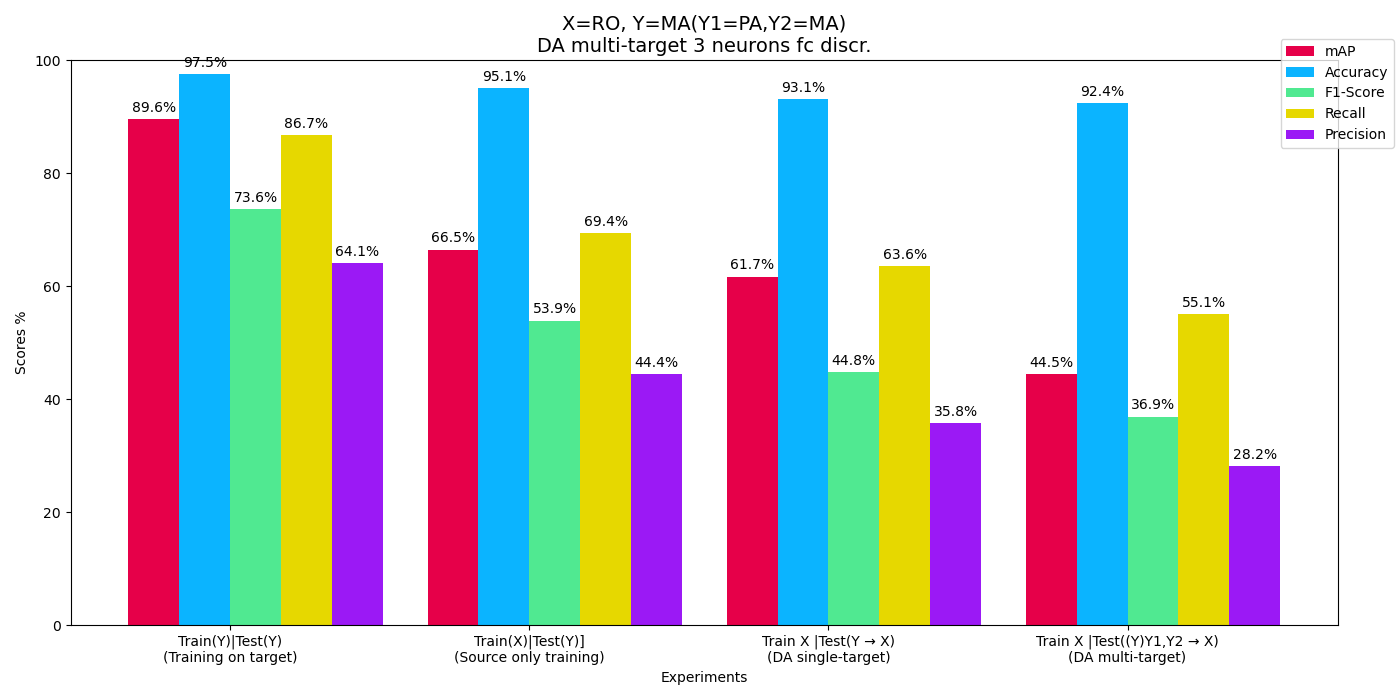 X=RO, Y=MA(Y1=PA,Y2=MA)
DA multi-target 3 neurons fc discr.
mAP
Accuracy
F1-Score
Recall
Precision
Scores %
100
80
60
40
20
0
89.6%
97.5%
73.6%
86.7%
64.1%
66.5%
95.1%
53.9%
69.4%
44.4%
61.7%
93.1%
44.8%
63.6%
35.8%
44.5%
92.4%
36.9%
55.1%
28.2%
Train(Y)|Test(Y)
(Training on target)
Train(X)|Test(Y)]
(Source only training)
Train X |Test(Y → X)
(DA single-target)
Train X |Test((Y)Y1,Y2 → X)
(DA multi-target)
Experiments